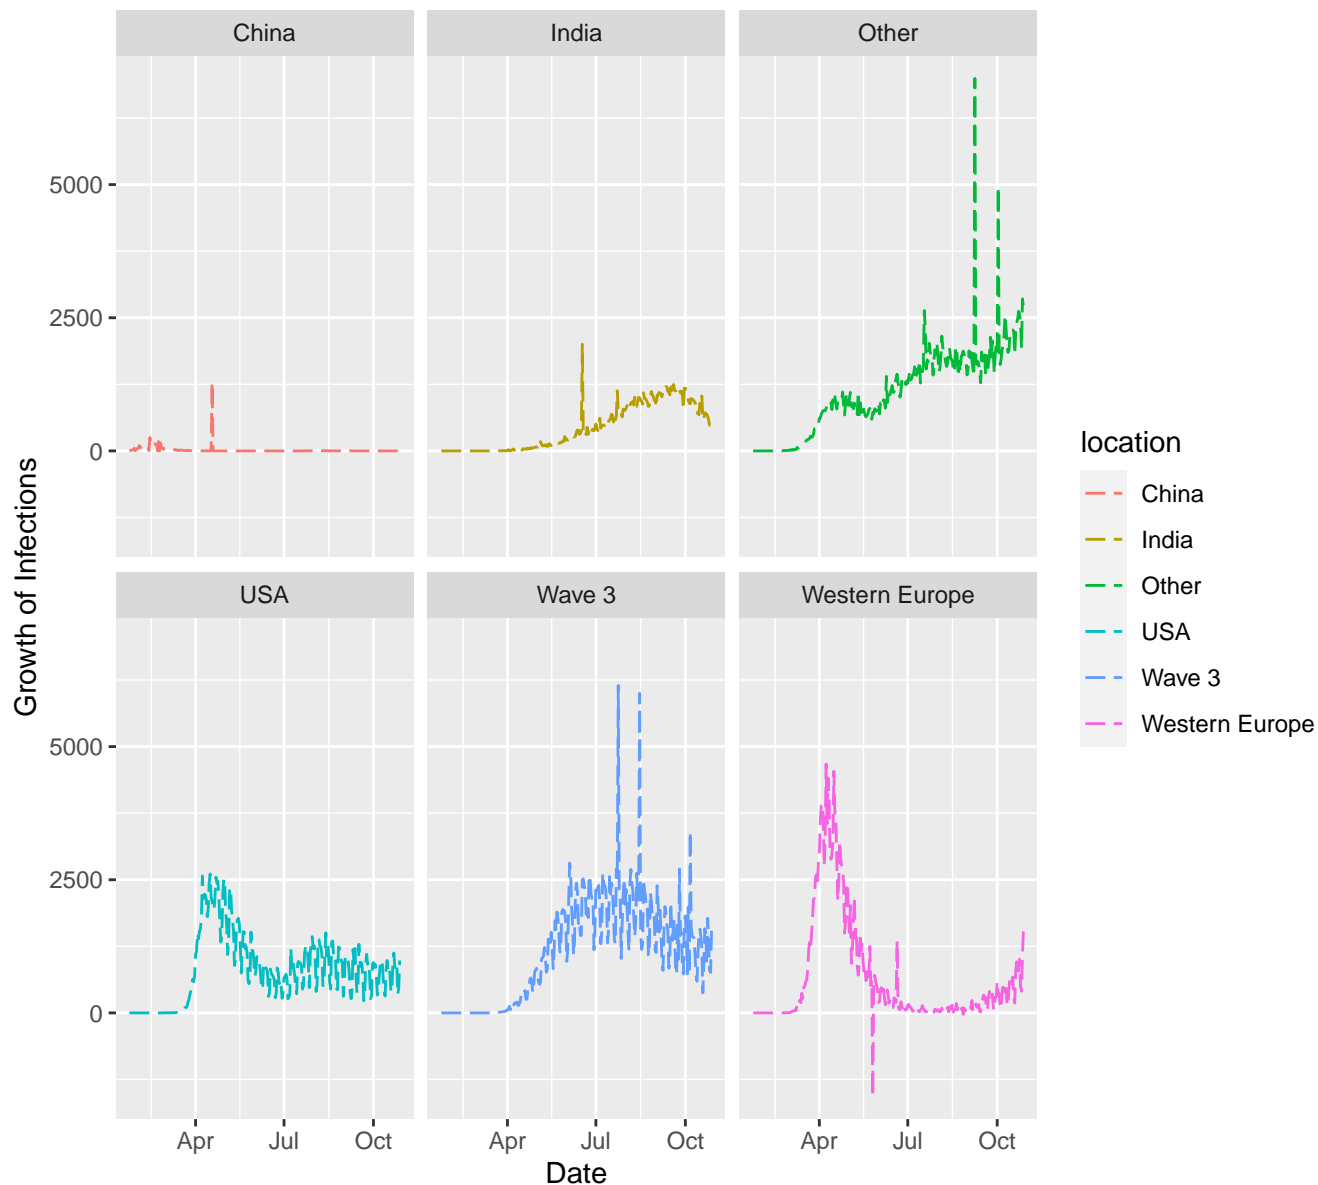 China
India
Other
5000
2500
0
USA
Wave 3
Western Europe
5000
2500
0
Apr
Jul
Oct
Apr
Jul
Oct
Apr
Jul
Oct
Date
Growth of Infections
location
China
India
Other
USA
Wave 3
Western Europe